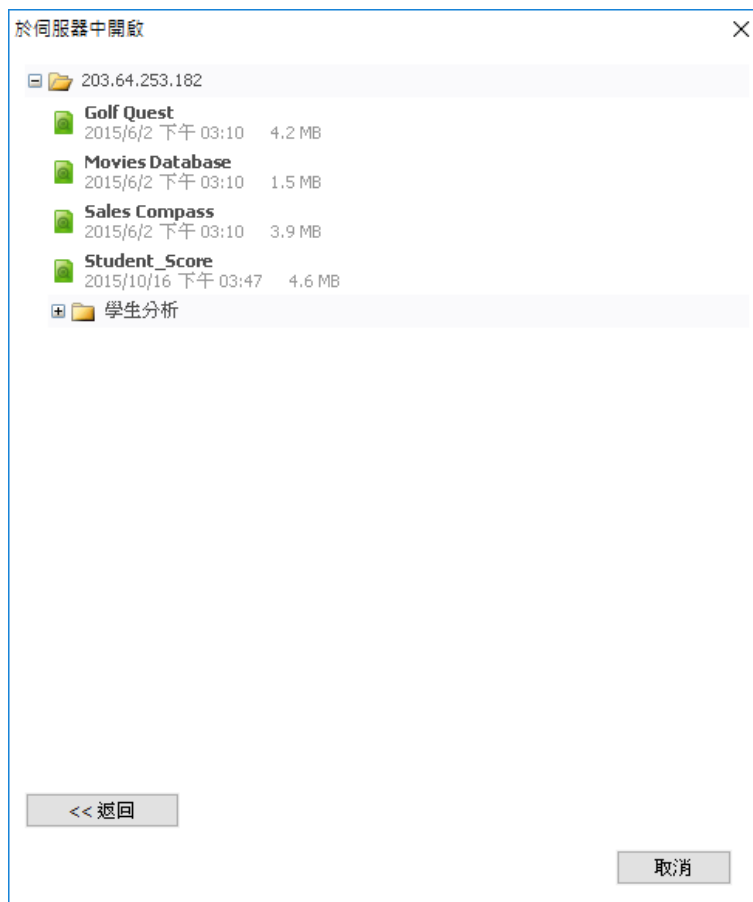 於伺服器中開啟
203.64.253.182
Golf Quest
2015/6/2 下午 03:10 4.2 MB
Movies Database
2015/6/2 下午 03:10 1.5 MB
Sales Compass
2015/6/2 下午 03:10 3.9 MB
Student_Score
2015/10/16 下午 03:47 4.6 MB
學生分析
<< 返回
取消